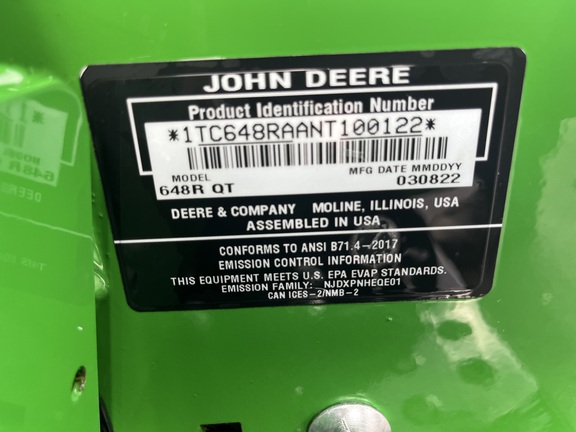 JOHN DEERE
Product Identification Number
*1TC648RAANT100122*
MODEL MFG DATE MMDDYY
648R QT 030822
DEERE & COMPANY MOLINE, ILLINOIS, USA
ASSEMBLED IN USA
CONFORMS TO ANSI B71.4-2017
EMISSION CONTROL INFORMATION
THIS EQUIPMENT MEETS U.S. EPA EVAP STANDARDS.
EMISSION FAMILY: NJDXPNHEQE01
CAN ICES-2/NMB-2